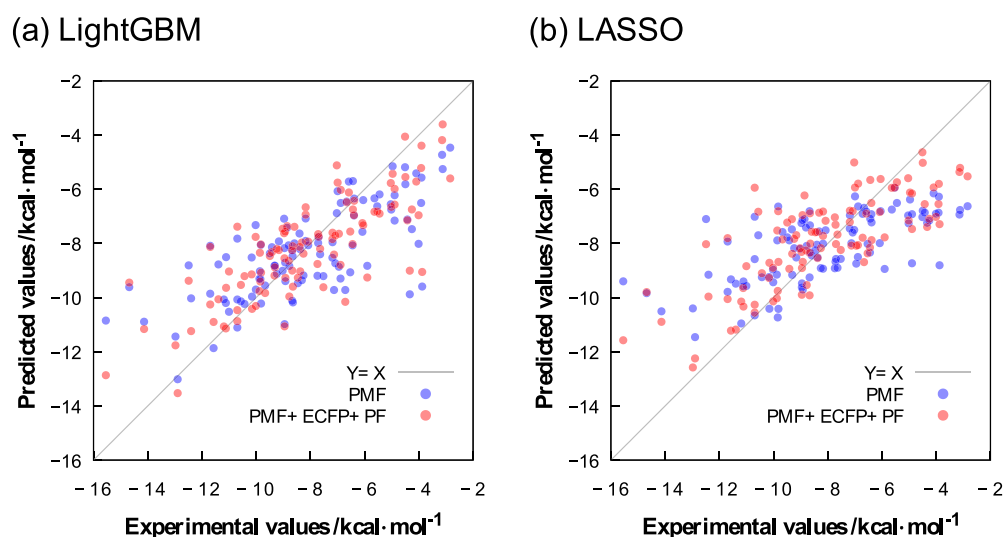 (a) LightGBM
(b) LASSO
Predicted values/kcal·mol⁻¹
−2
−4
−6
−8
−10
−12
−14
−16
Y= X
PMF
PMF+ ECFP+ PF
−16 −14 −12 −10 −8 −6 −4 −2
Experimental values/kcal·mol⁻¹
Predicted values/kcal·mol⁻¹
−2
−4
−6
−8
−10
−12
−14
−16
Y= X
PMF
PMF+ ECFP+ PF
−16 −14 −12 −10 −8 −6 −4 −2
Experimental values/kcal·mol⁻¹